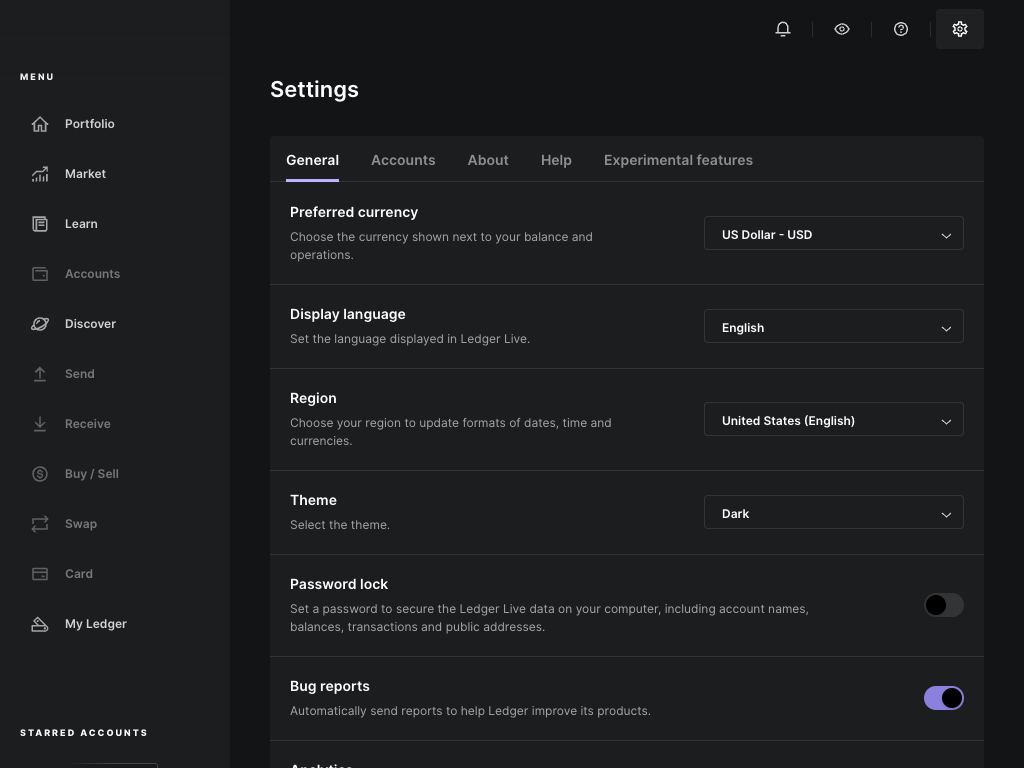 MENU
Portfolio
Market
Learn
Accounts
Discover
Send
Receive
Buy / Sell
Swap
Card
My Ledger
STARRED ACCOUNTS
Settings
General
Accounts
About
Help
Experimental features
Preferred currency
Choose the currency shown next to your balance and
operations.
US Dollar - USD
Display language
Set the language displayed in Ledger Live.
English
Region
Choose your region to update formats of dates, time and
currencies.
United States (English)
Theme
Select the theme.
Dark
Password lock
Set a password to secure the Ledger Live data on your computer, including account names,
balances, transactions and public addresses.
Bug reports
Automatically send reports to help Ledger improve its products.
Analytics